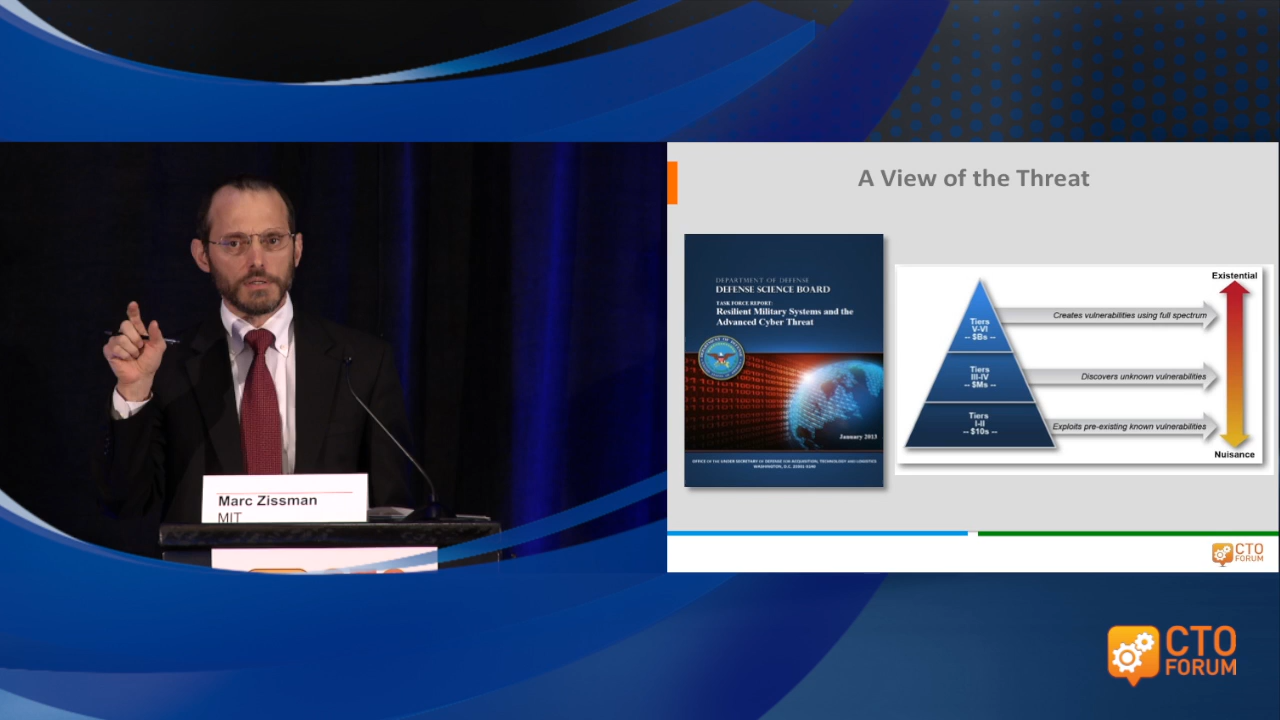 Marc Zissman
MIT
A View of the Threat
DEPARTMENT OF DEFENSE
DEFENSE SCIENCE BOARD
TASK FORCE REPORT:
Resilient Military Systems and the
Advanced Cyber Threat
January 2013
OFFICE OF THE UNDER SECRETARY OF DEFENSE FOR ACQUISITION, TECHNOLOGY AND LOGISTICS
WASHINGTON, D.C. 20301-3140
Existential
Tiers
V-VI
-- $Bs --
Creates vulnerabilities using full spectrum
Tiers
III-IV
-- $Ms --
Discovers unknown vulnerabilities
Tiers
I-II
-- $10s --
Exploits pre-existing known vulnerabilities
Nuisance
CTO
FORUM
CTO
FORUM